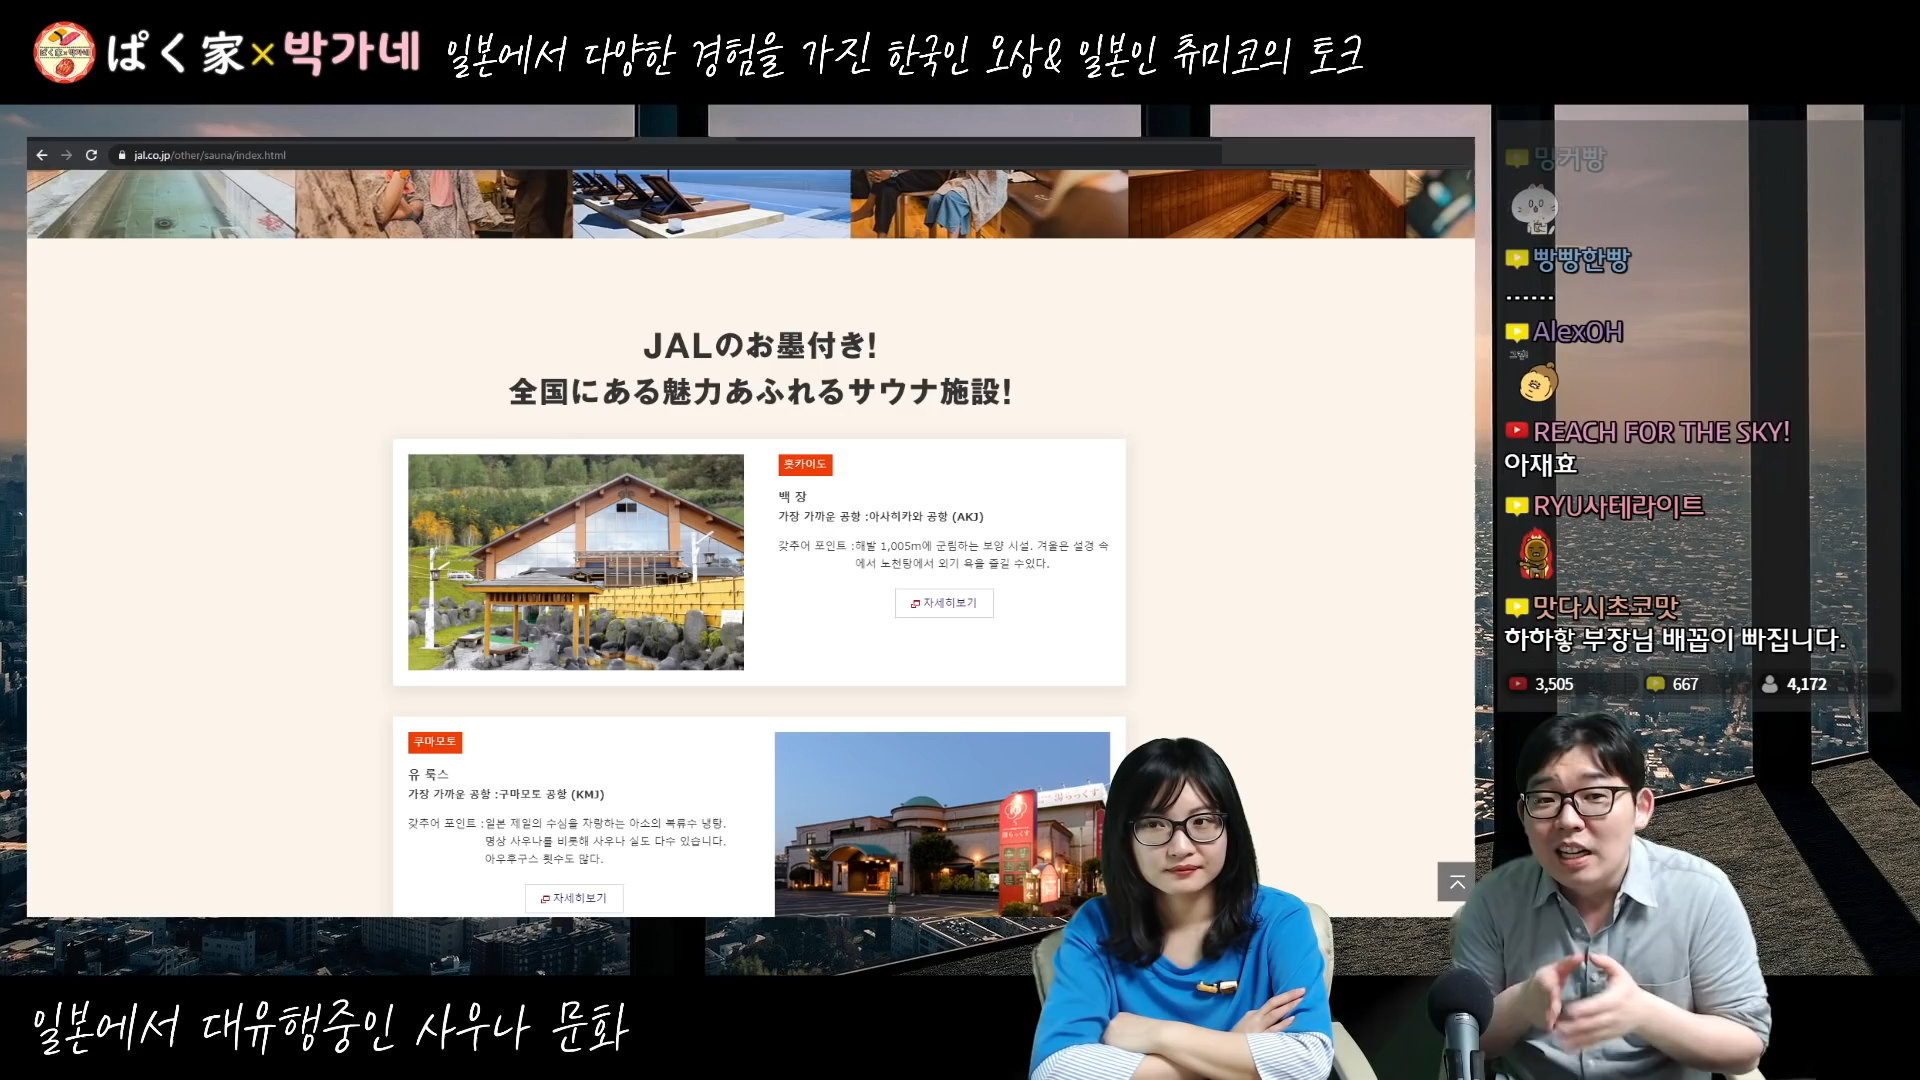 ぱく家×박가네
일본에서 다양한 경험을 가진 한국인 오상& 일본인 츄미코의 토크
jal.co.jp/other/sauna/index.html
JALのお墨付き!
全国にある魅力あふれるサウナ施設!
홋카이도
백 장
가장 가까운 공항 :아사히카와 공항 (AKJ)
갖추어 포인트 :해발 1,005m에 군림하는 보양 시설. 겨울은 설경 속
에서 노천탕에서 외기 욕을 즐길 수있다.
자세히보기
쿠마모토
유 룩스
가장 가까운 공항 :구마모토 공항 (KMJ)
갖추어 포인트 :일본 제일의 수심을 자랑하는 아소의 복류수 냉탕.
명상 사우나를 비롯해 사우나 실도 다수 있습니다.
아우후구스 횟수도 많다.
자세히보기
湯らっくす
밍커빵
빵빵한빵
......
AlexOH
REACH FOR THE SKY!
아재효
RYU사테라이트
맛다시초코맛
하하핳 부장님 배꼽이 빠집니다.
3,505
667
4,172
일본에서 대유행중인 사우나 문화